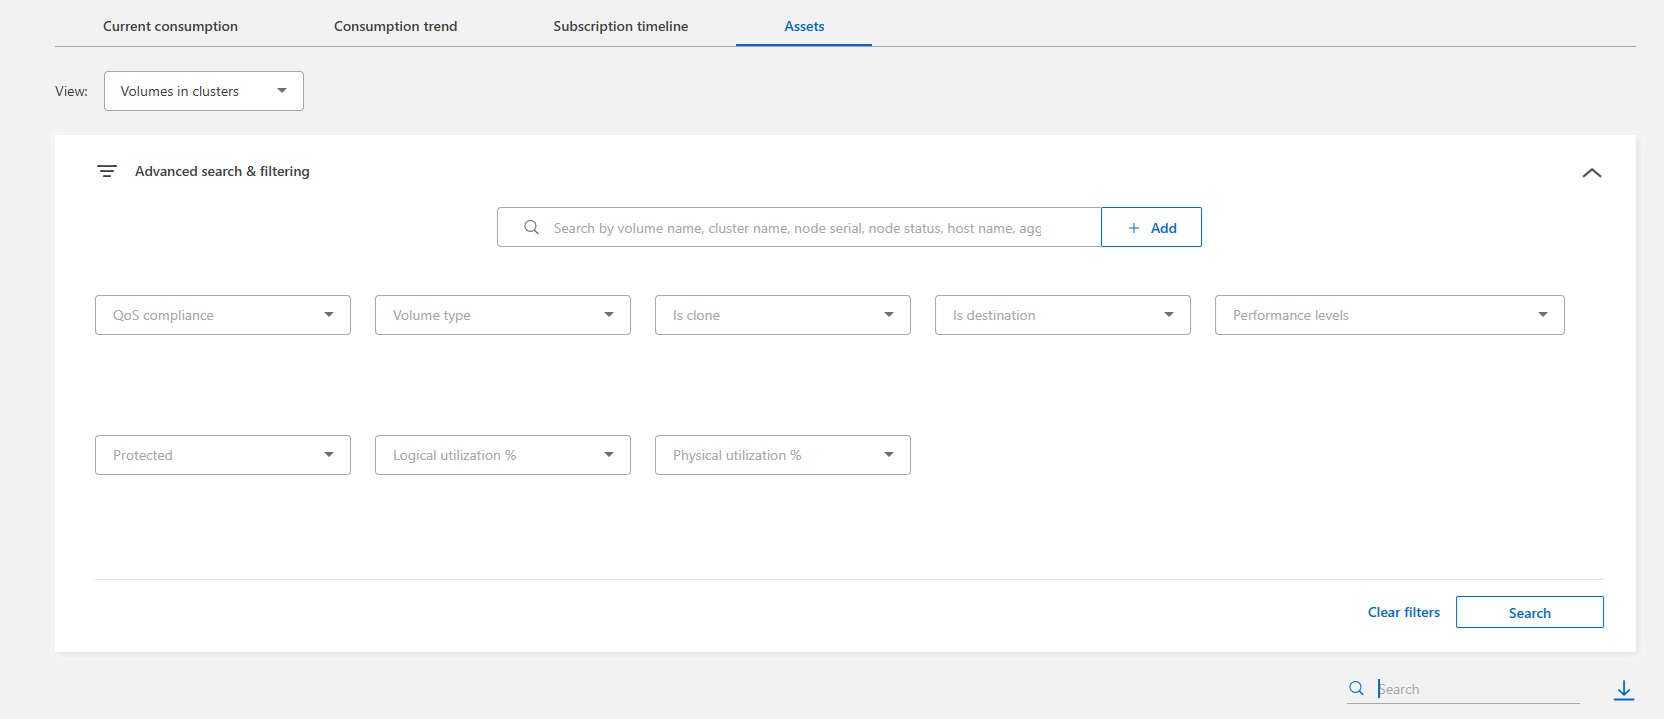 Current consumption
Consumption trend
Subscription timeline
Assets
View:
Volumes in clusters
Advanced search & filtering
Search by volume name, cluster name, node serial, node status, host name, agg
Add
QoS compliance
Volume type
Is clone
Is destination
Performance levels
Protected
Logical utilization %
Physical utilization %
Clear filters
Search
Search